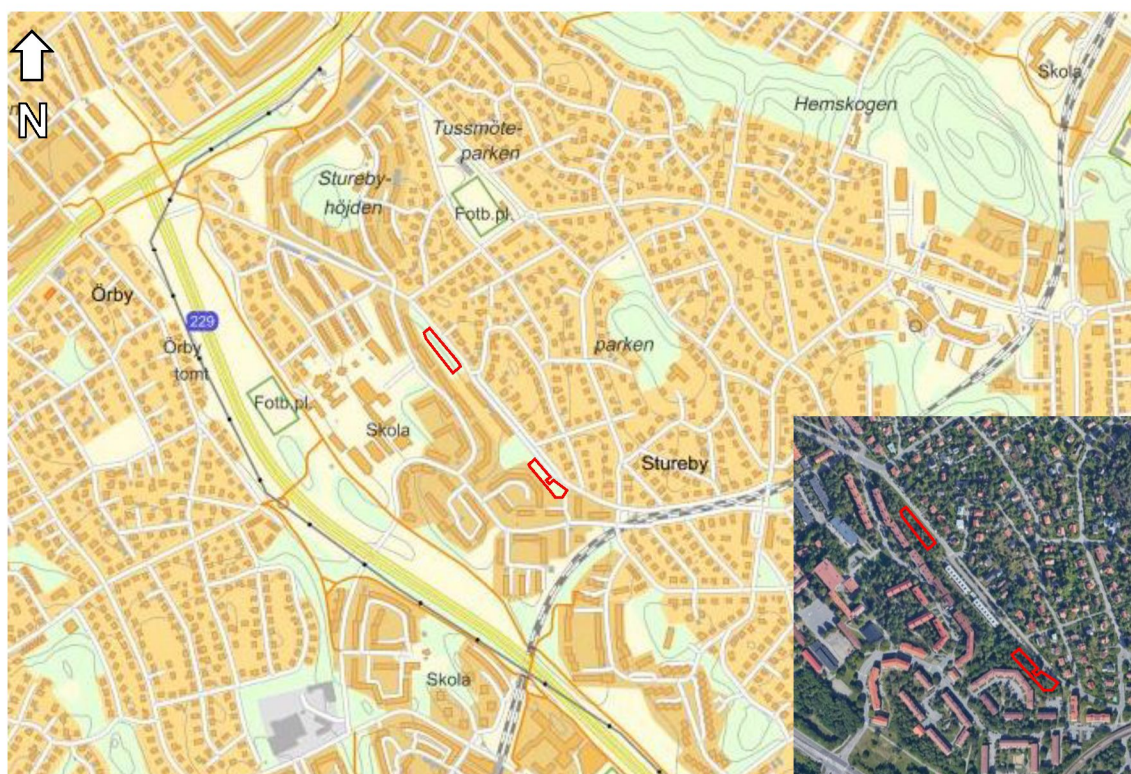 N
Skola
Hemskogen
Tussmöte-
parken
Stureby-
höjden
Fotb.pl.
Örby
229
Örby
tomt
parken
Fotb.pl.
Skola
Stureby
Skola